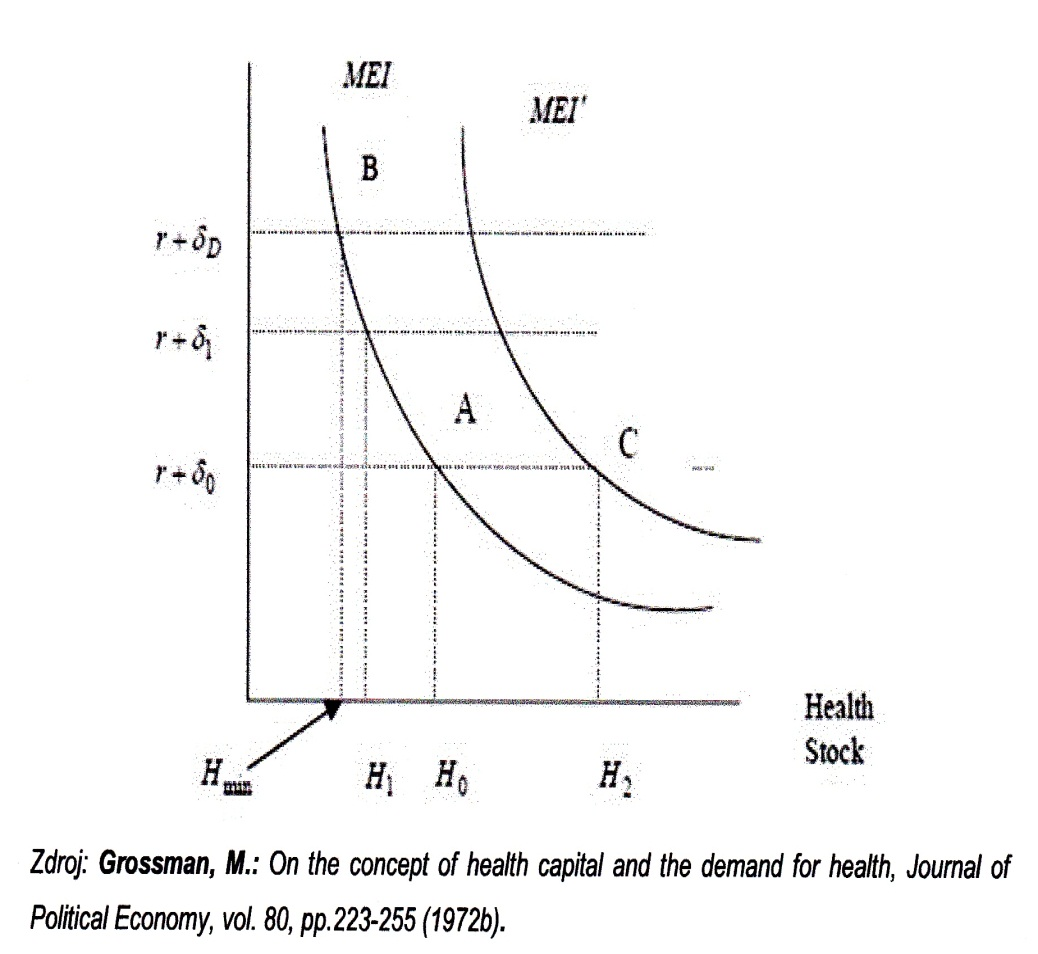 MEI
MEI'
B
r + δD
r + δ1
A
C
r + δ0
Health
Stock
Hmin
H1
H0
H2
Zdroj: Grossman, M.: On the concept of health capital and the demand for health, Journal of
Political Economy, vol. 80, pp.223-255 (1972b).